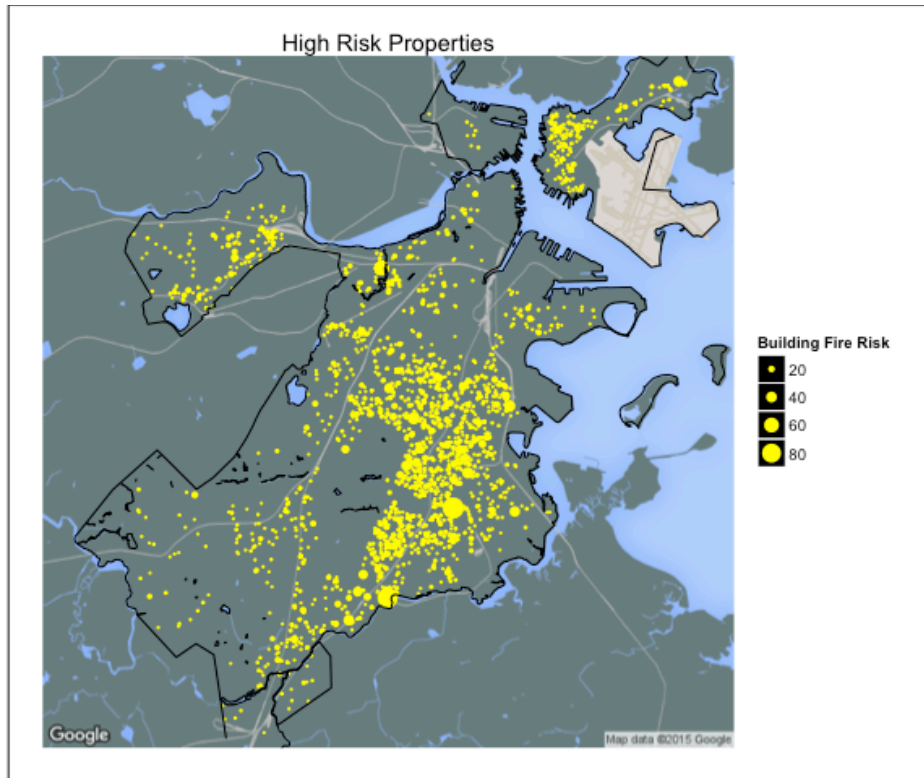 High Risk Properties
Building Fire Risk
20
40
60
80
Google
Map data ©2015 Google